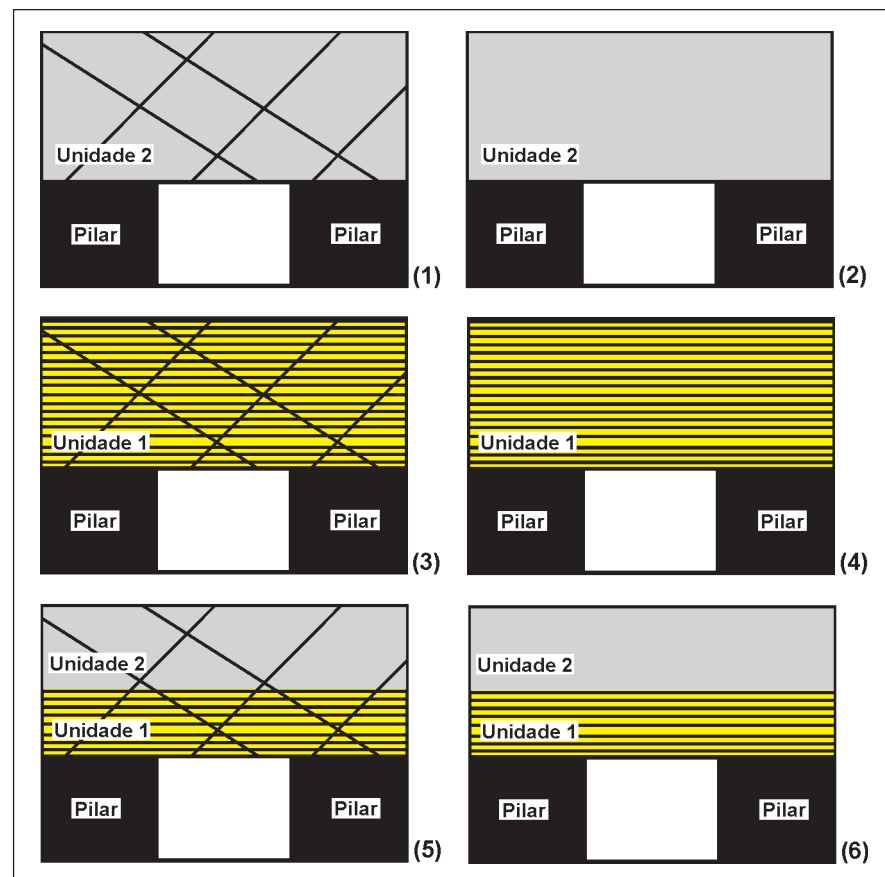 Unidade 2
Pilar Pilar
(1)
Unidade 2
Pilar Pilar
(2)
Unidade 1
Pilar Pilar
(3)
Unidade 1
Pilar Pilar
(4)
Unidade 2
Unidade 1
Pilar Pilar
(5)
Unidade 2
Unidade 1
Pilar Pilar
(6)